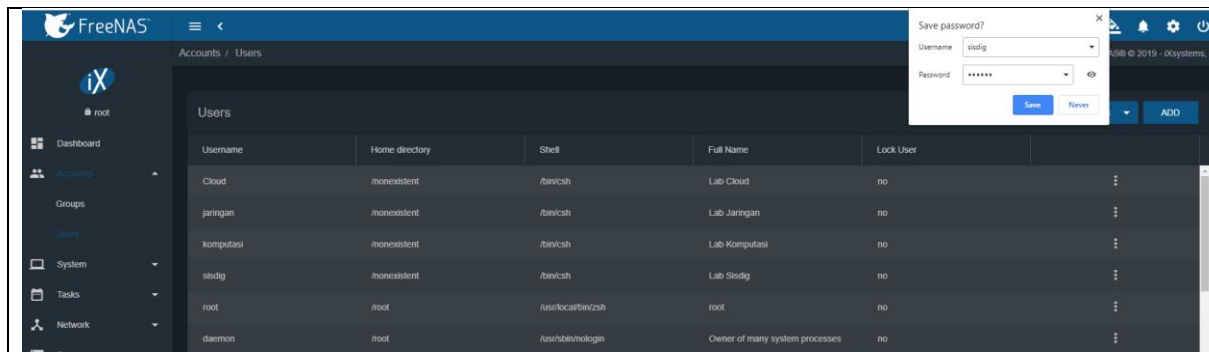 FreeNAS
Accounts / Users
AS® © 2019 - iXsystems,
iX
root
Dashboard
Accounts
Groups
Users
System
Tasks
Network
Users
ADD
Username Home directory Shell Full Name Lock User
Cloud /nonexistent /bin/csh Lab Cloud no
jaringan /nonexistent /bin/csh Lab Jaringan no
komputasi /nonexistent /bin/csh Lab Komputasi no
sisdig /nonexistent /bin/csh Lab Sisdig no
root /root /usr/local/bin/zsh root no
daemon /root /usr/sbin/nologin Owner of many system processes no
Save password?
Username sisdig
Password ••••••
Save Never